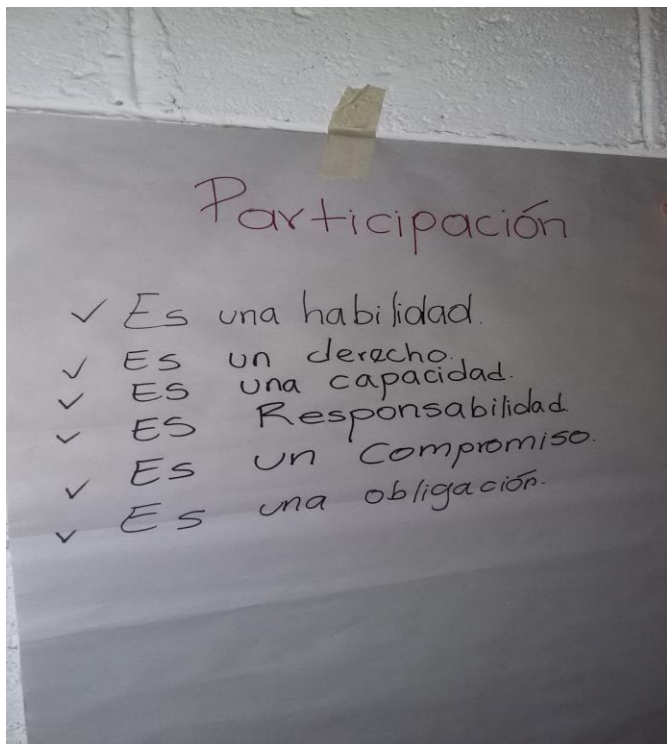 Participación
✓ Es una habilidad.
✓ Es un derecho.
✓ Es una capacidad.
✓ Es Responsabilidad
✓ Es un Compromiso.
✓ Es una obligación.